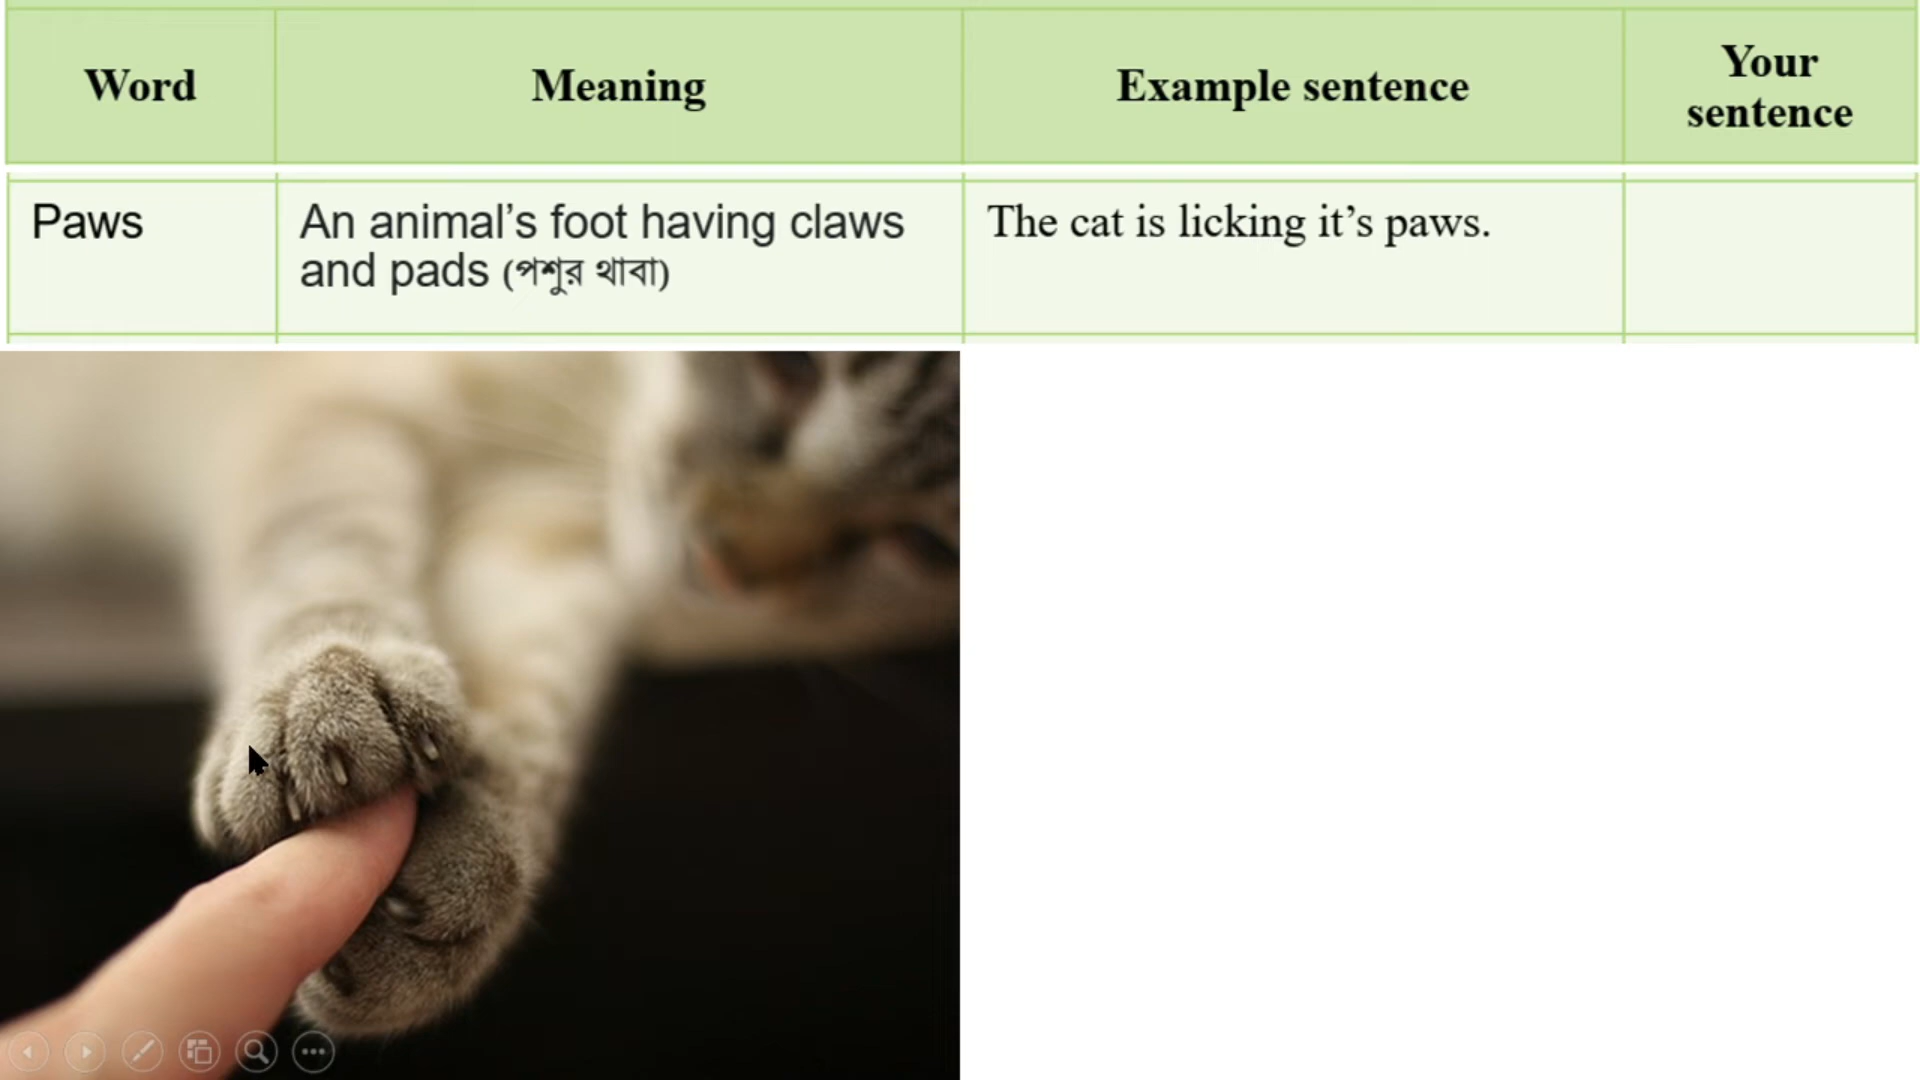 Word
Meaning
Example sentence
Your
sentence
Paws
An animal’s foot having claws
and pads (পশুর থাবা)
The cat is licking it’s paws.